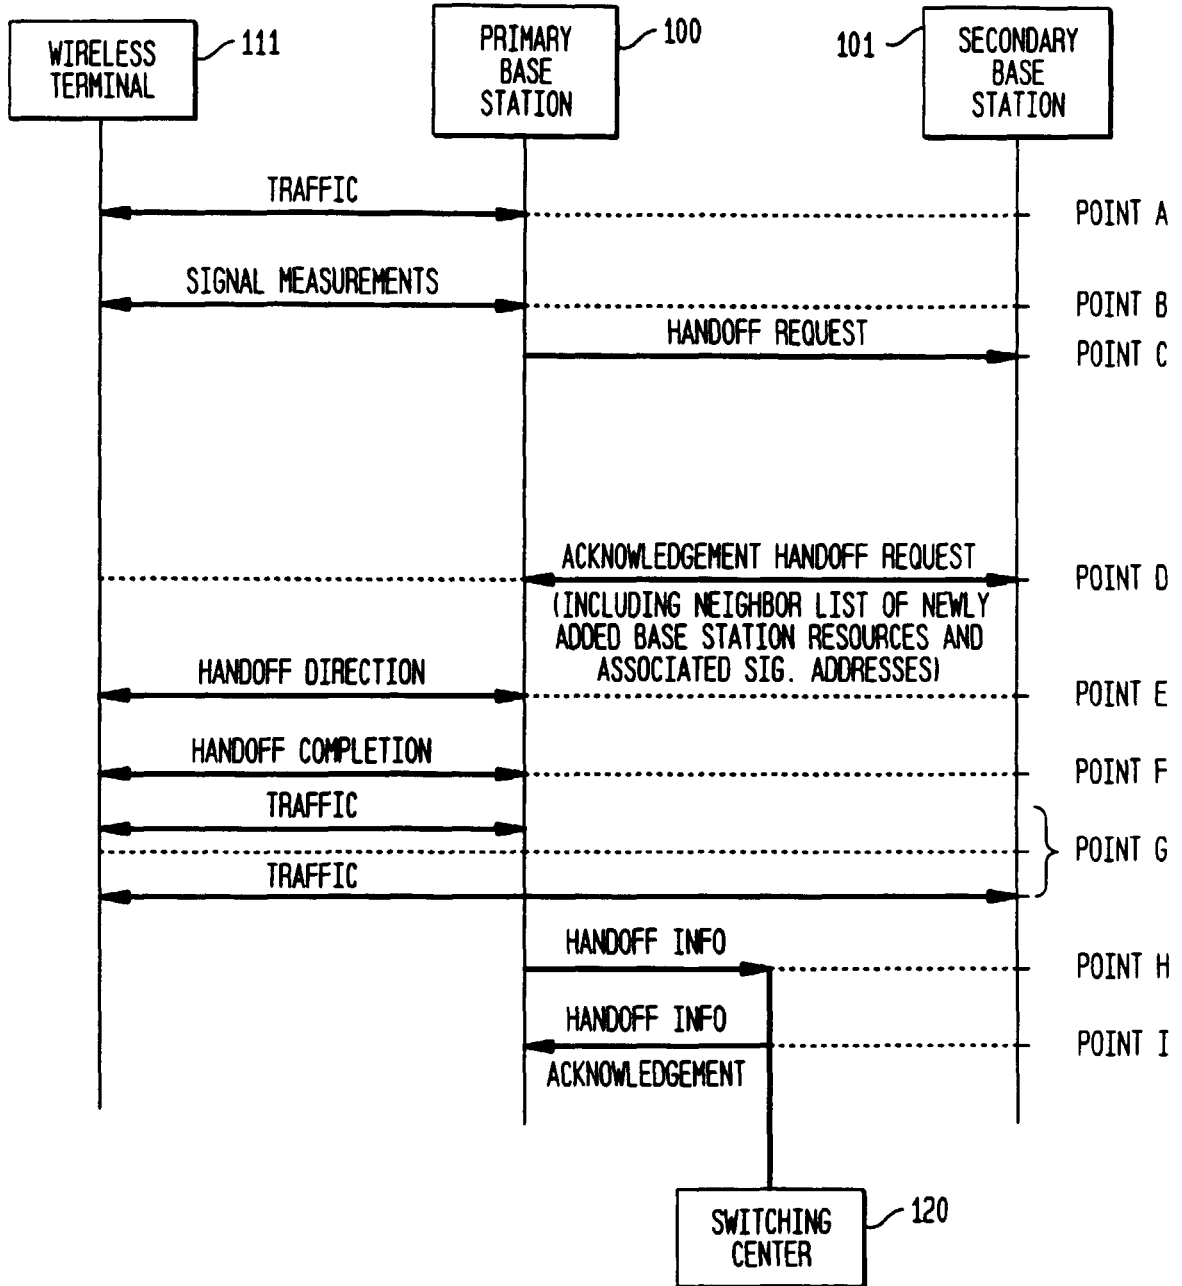 WIRELESS
TERMINAL
111
PRIMARY
BASE
STATION
100
101
SECONDARY
BASE
STATION
TRAFFIC
POINT A
SIGNAL MEASUREMENTS
POINT B
HANDOFF REQUEST
POINT C
ACKNOWLEDGEMENT HANDOFF REQUEST
POINT D
(INCLUDING NEIGHBOR LIST OF NEWLY
ADDED BASE STATION RESOURCES AND
ASSOCIATED SIG. ADDRESSES)
HANDOFF DIRECTION
POINT E
HANDOFF COMPLETION
POINT F
TRAFFIC
POINT G
TRAFFIC
HANDOFF INFO
POINT H
HANDOFF INFO
POINT I
ACKNOWLEDGEMENT
SWITCHING
CENTER
120